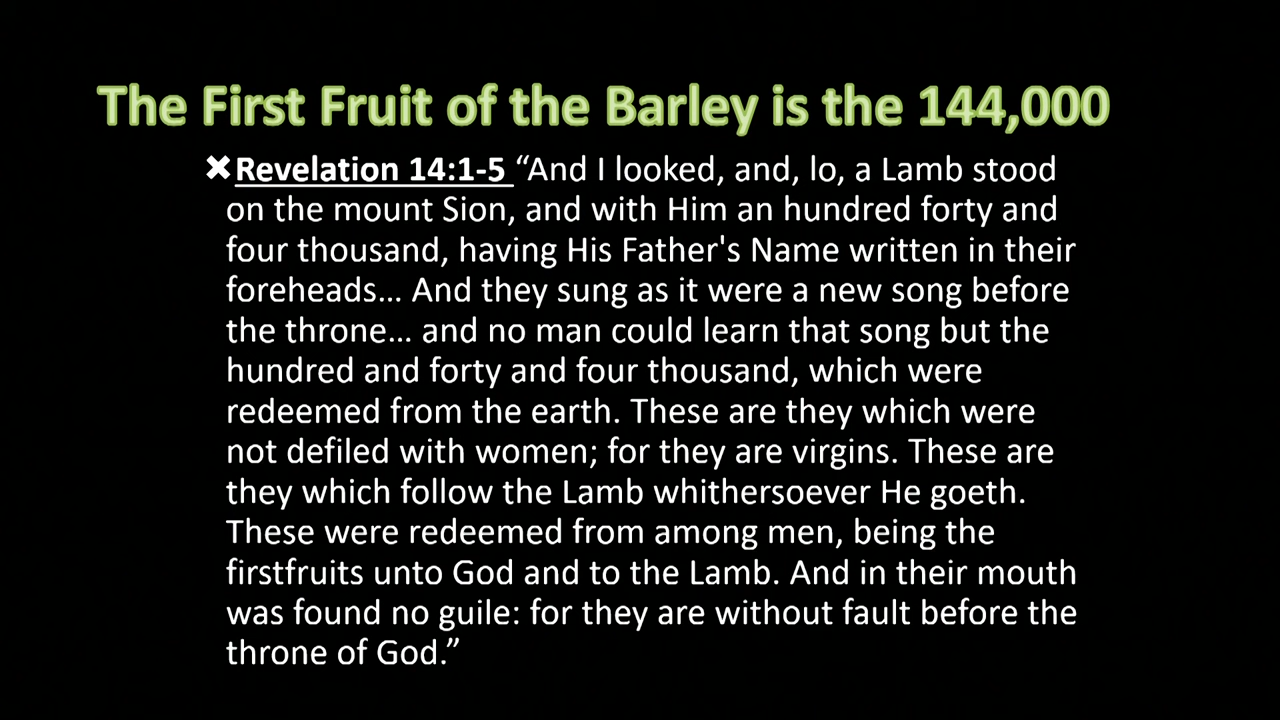 The First Fruit of the Barley is the 144,000
✖Revelation 14:1-5 “And I looked, and, lo, a Lamb stood
on the mount Sion, and with Him an hundred forty and
four thousand, having His Father's Name written in their
foreheads… And they sung as it were a new song before
the throne… and no man could learn that song but the
hundred and forty and four thousand, which were
redeemed from the earth. These are they which were
not defiled with women; for they are virgins. These are
they which follow the Lamb whithersoever He goeth.
These were redeemed from among men, being the
firstfruits unto God and to the Lamb. And in their mouth
was found no guile: for they are without fault before the
throne of God.”